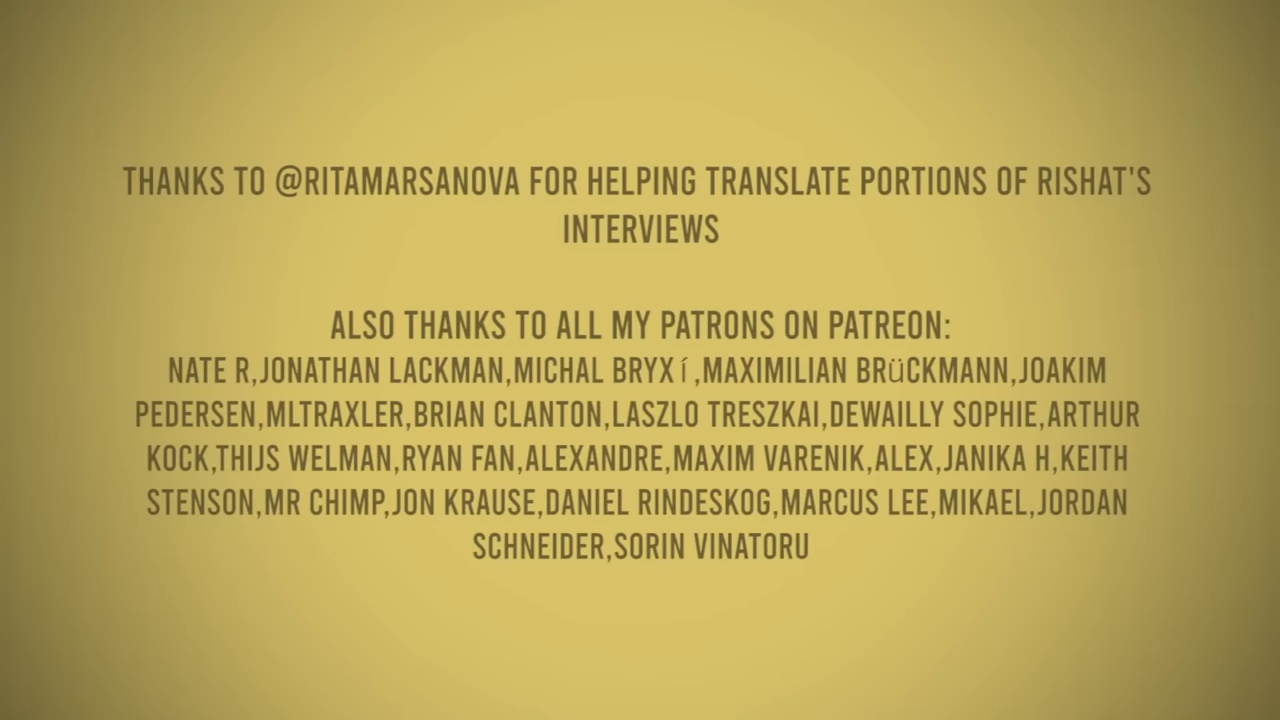 THANKS TO @RITAMARSANOVA FOR HELPING TRANSLATE PORTIONS OF RISHAT'S
INTERVIEWS
ALSO THANKS TO ALL MY PATRONS ON PATREON:
NATE R,JONATHAN LACKMAN,MICHAL BRYXí,MAXIMILIAN BRüCKMANN,JOAKIM
PEDERSEN,MLTRAXLER,BRIAN CLANTON,LASZLO TRESZKAI,DEWAILLY SOPHIE,ARTHUR
KOCK,THIJS WELMAN,RYAN FAN,ALEXANDRE,MAXIM VARENIK,ALEX,JANIKA H,KEITH
STENSON,MR CHIMP,JON KRAUSE,DANIEL RINDESKOG,MARCUS LEE,MIKAEL,JORDAN
SCHNEIDER,SORIN VINATORU